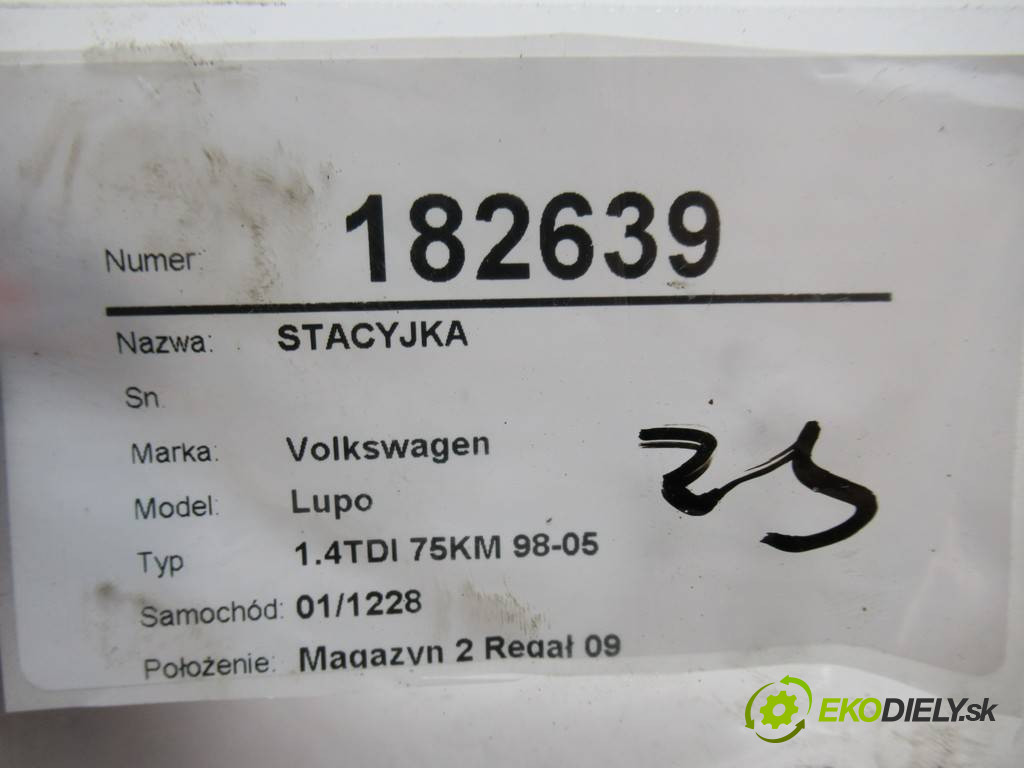 Numer: 182639
Nazwa: STACYJKA
Sn.
Marka: Volkswagen
Model: Lupo
Typ 1.4TDI 75KM 98-05
Samochód: 01/1228
Położenie: Magazyn 2 Regał 09
EKODIELY.sk